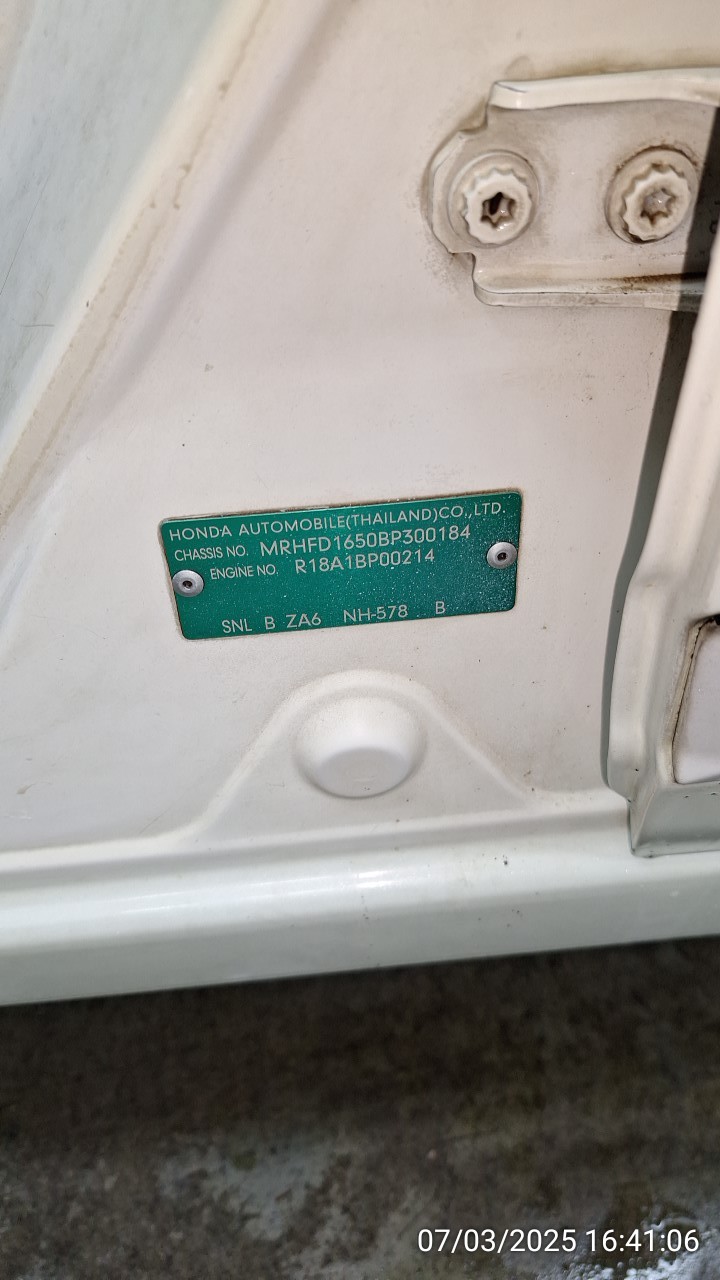 HONDA AUTOMOBILE(THAILAND)CO.,LTD.
CHASSIS NO. MRHFD1650BP300184
ENGINE NO. R18A1BP00214
SNL B ZA6 NH-578 B
07/03/2025 16:41:06